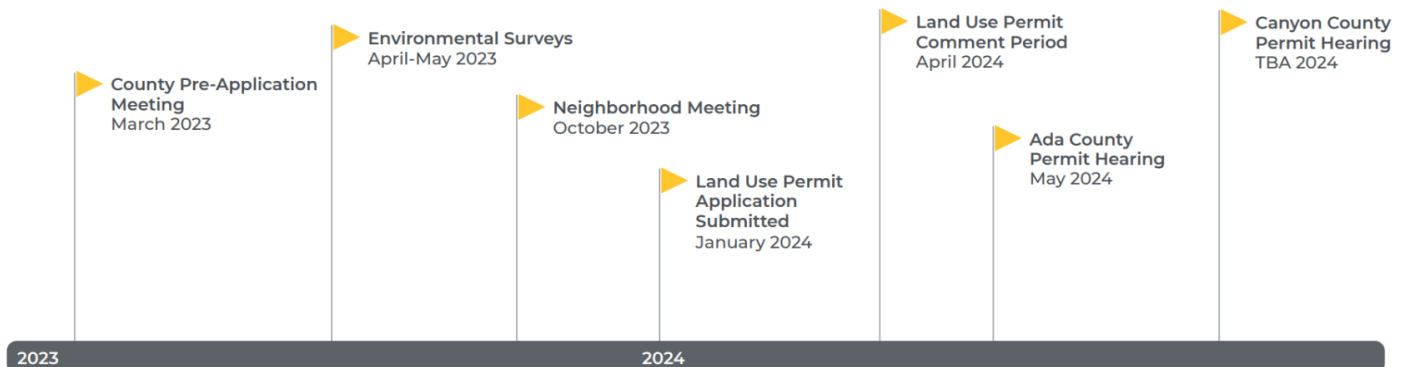 County Pre-Application
Meeting
March 2023
Environmental Surveys
April-May 2023
Neighborhood Meeting
October 2023
Land Use Permit
Application
Submitted
January 2024
Land Use Permit
Comment Period
April 2024
Ada County
Permit Hearing
May 2024
Canyon County
Permit Hearing
TBA 2024
2023
2024